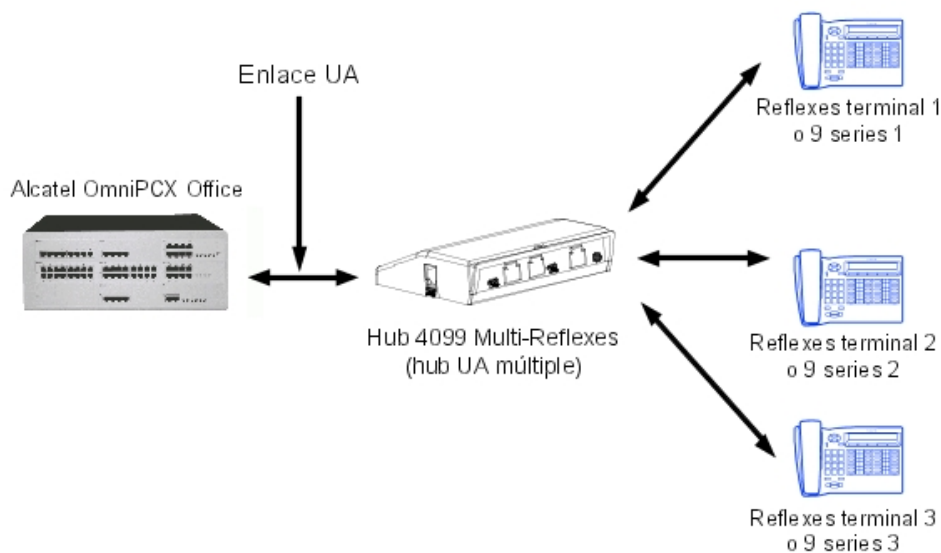 Enlace UA
Alcatel OmniPCX Office
Hub 4099 Multi-Reflexes
(hub UA múltiple)
Reflexes terminal 1
o 9 series 1
Reflexes terminal 2
o 9 series 2
Reflexes terminal 3
o 9 series 3